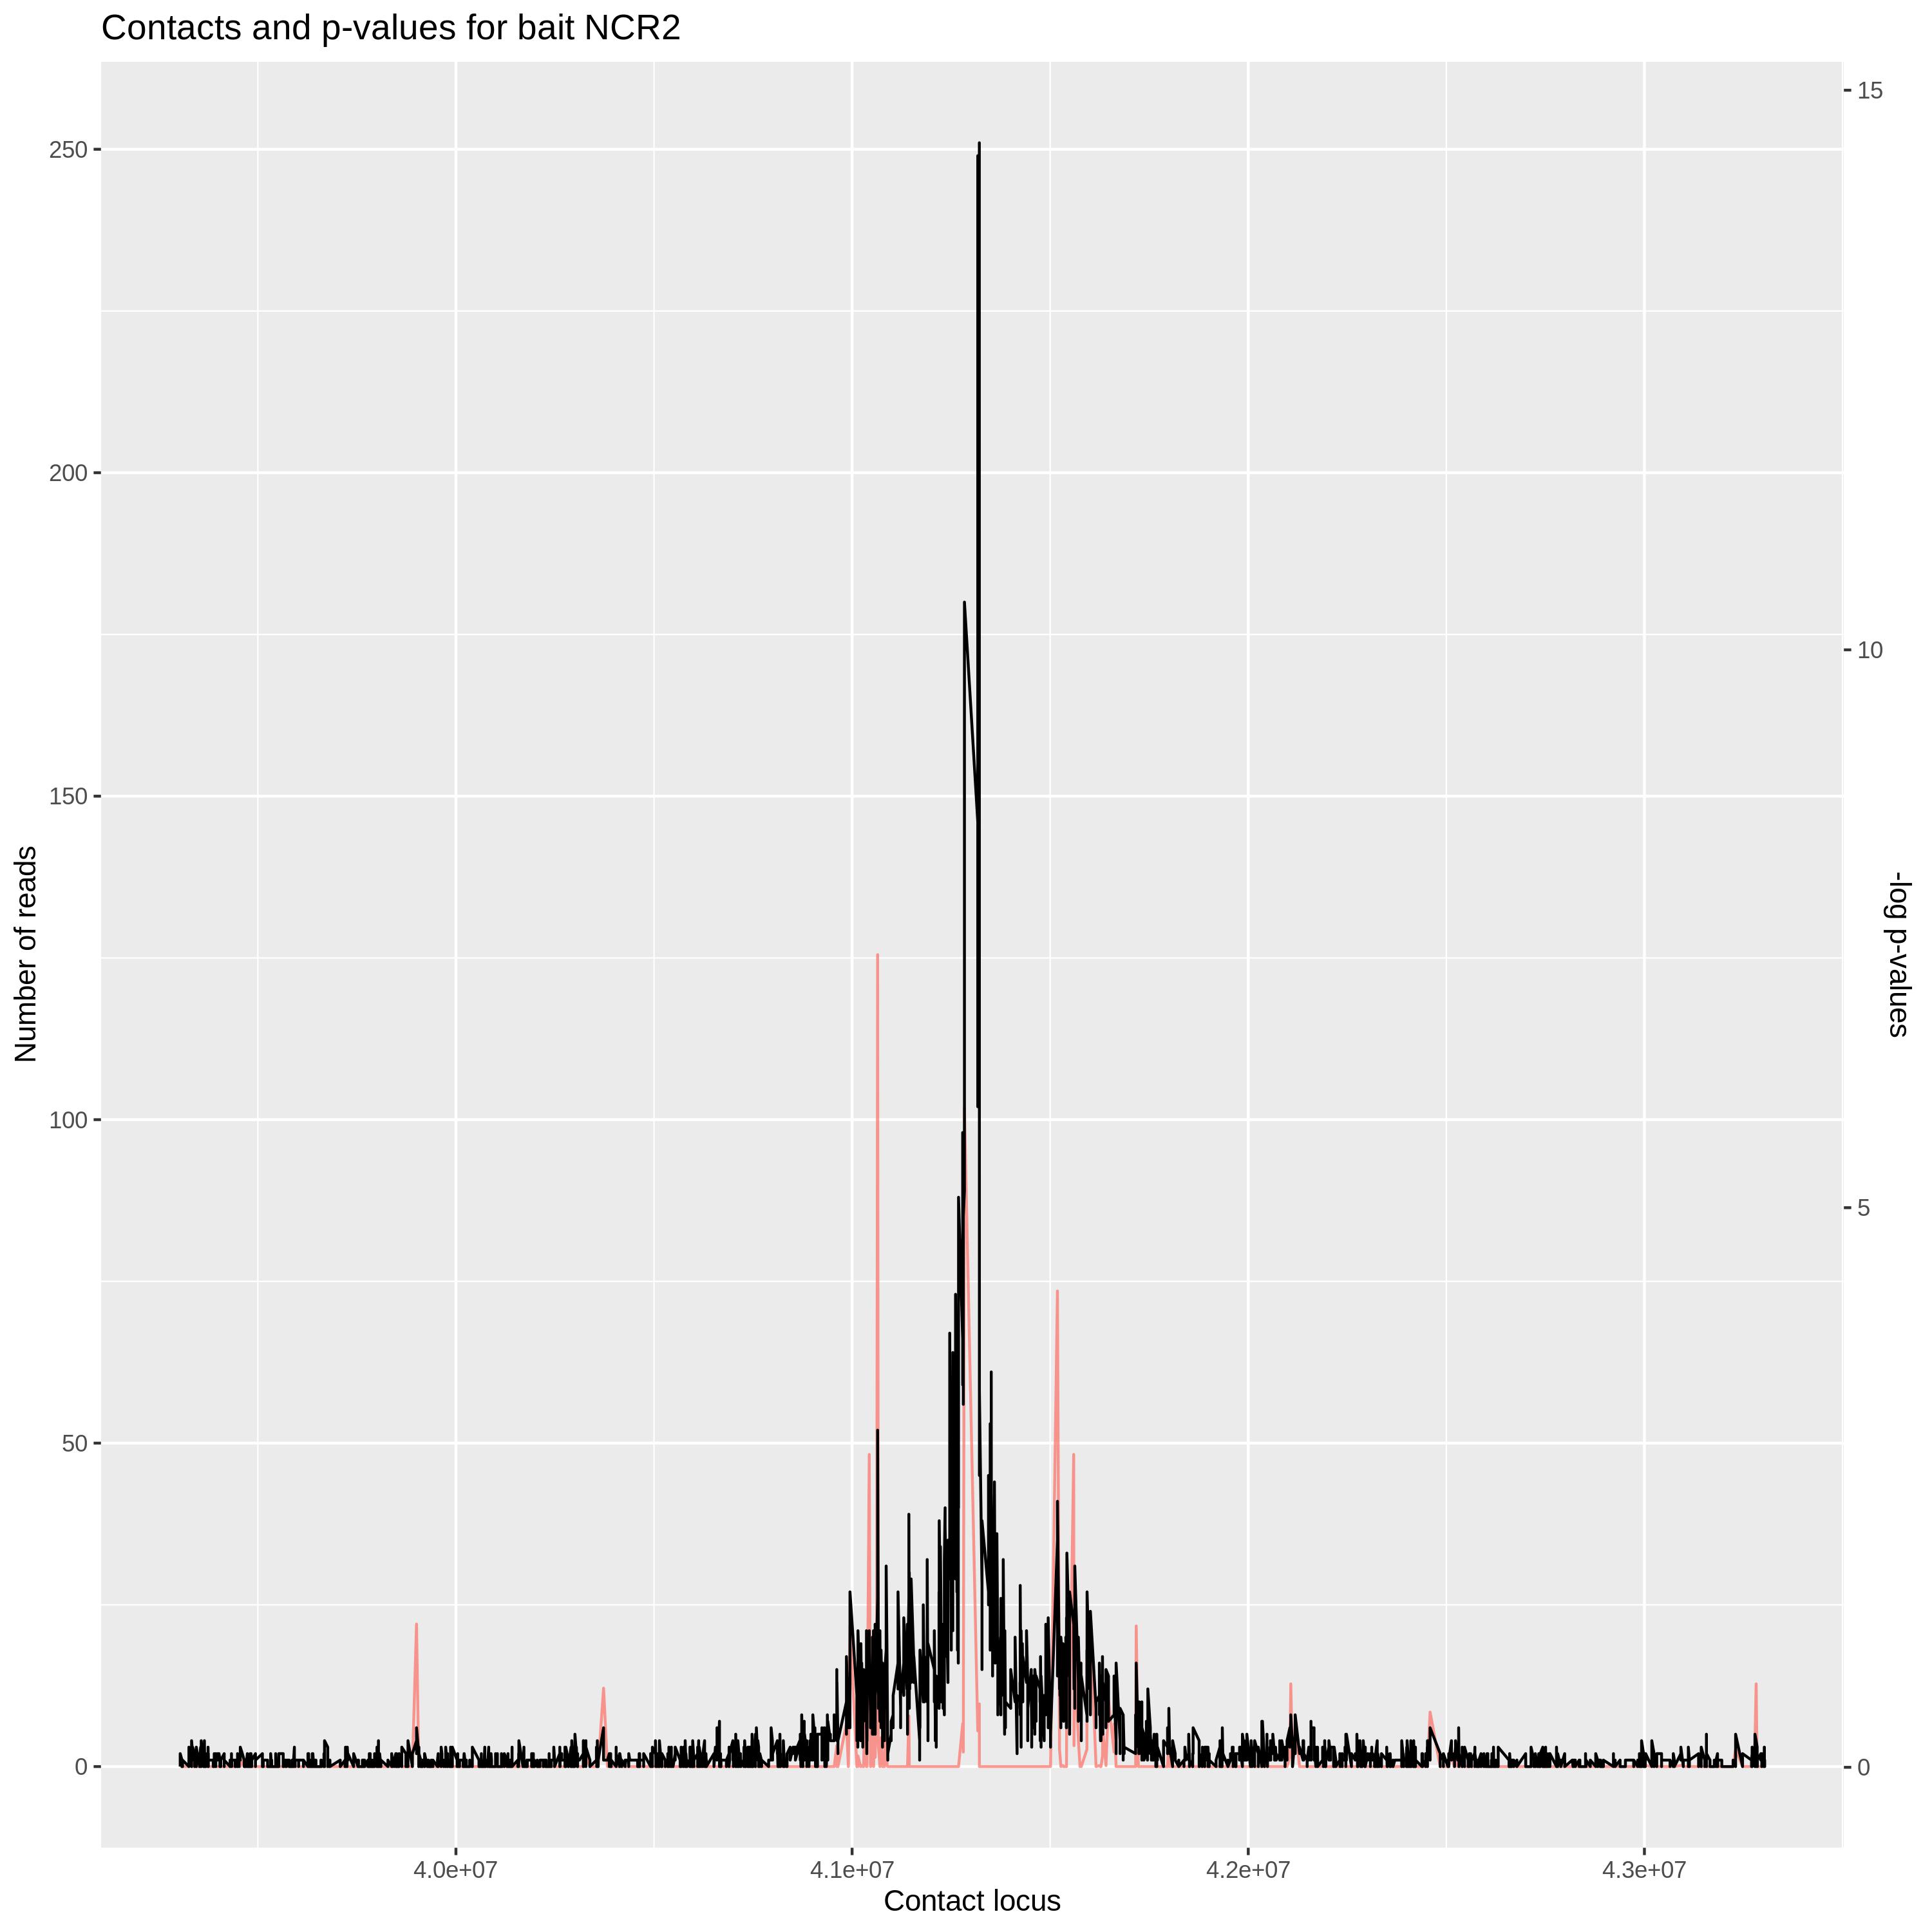 Contacts and p-values for bait NCR2
250
200
150
100
50
0
15
10
5
0
Number of reads
-log p-values
4.0e+07
4.1e+07
4.2e+07
4.3e+07
Contact locus